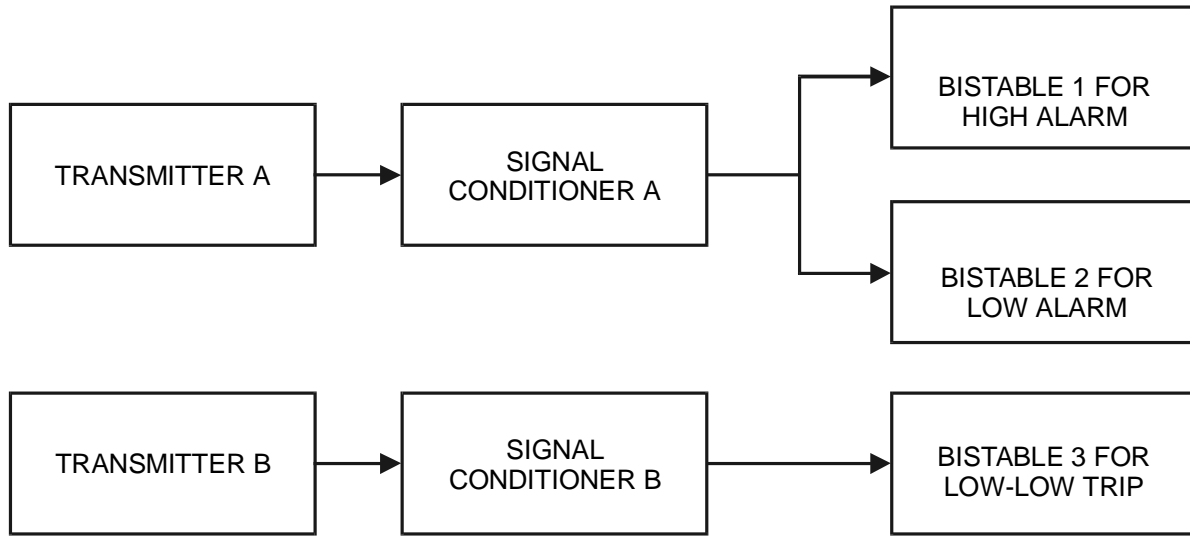 TRANSMITTER A
SIGNAL
CONDITIONER A
BISTABLE 1 FOR
HIGH ALARM
BISTABLE 2 FOR
LOW ALARM
TRANSMITTER B
SIGNAL
CONDITIONER B
BISTABLE 3 FOR
LOW-LOW TRIP